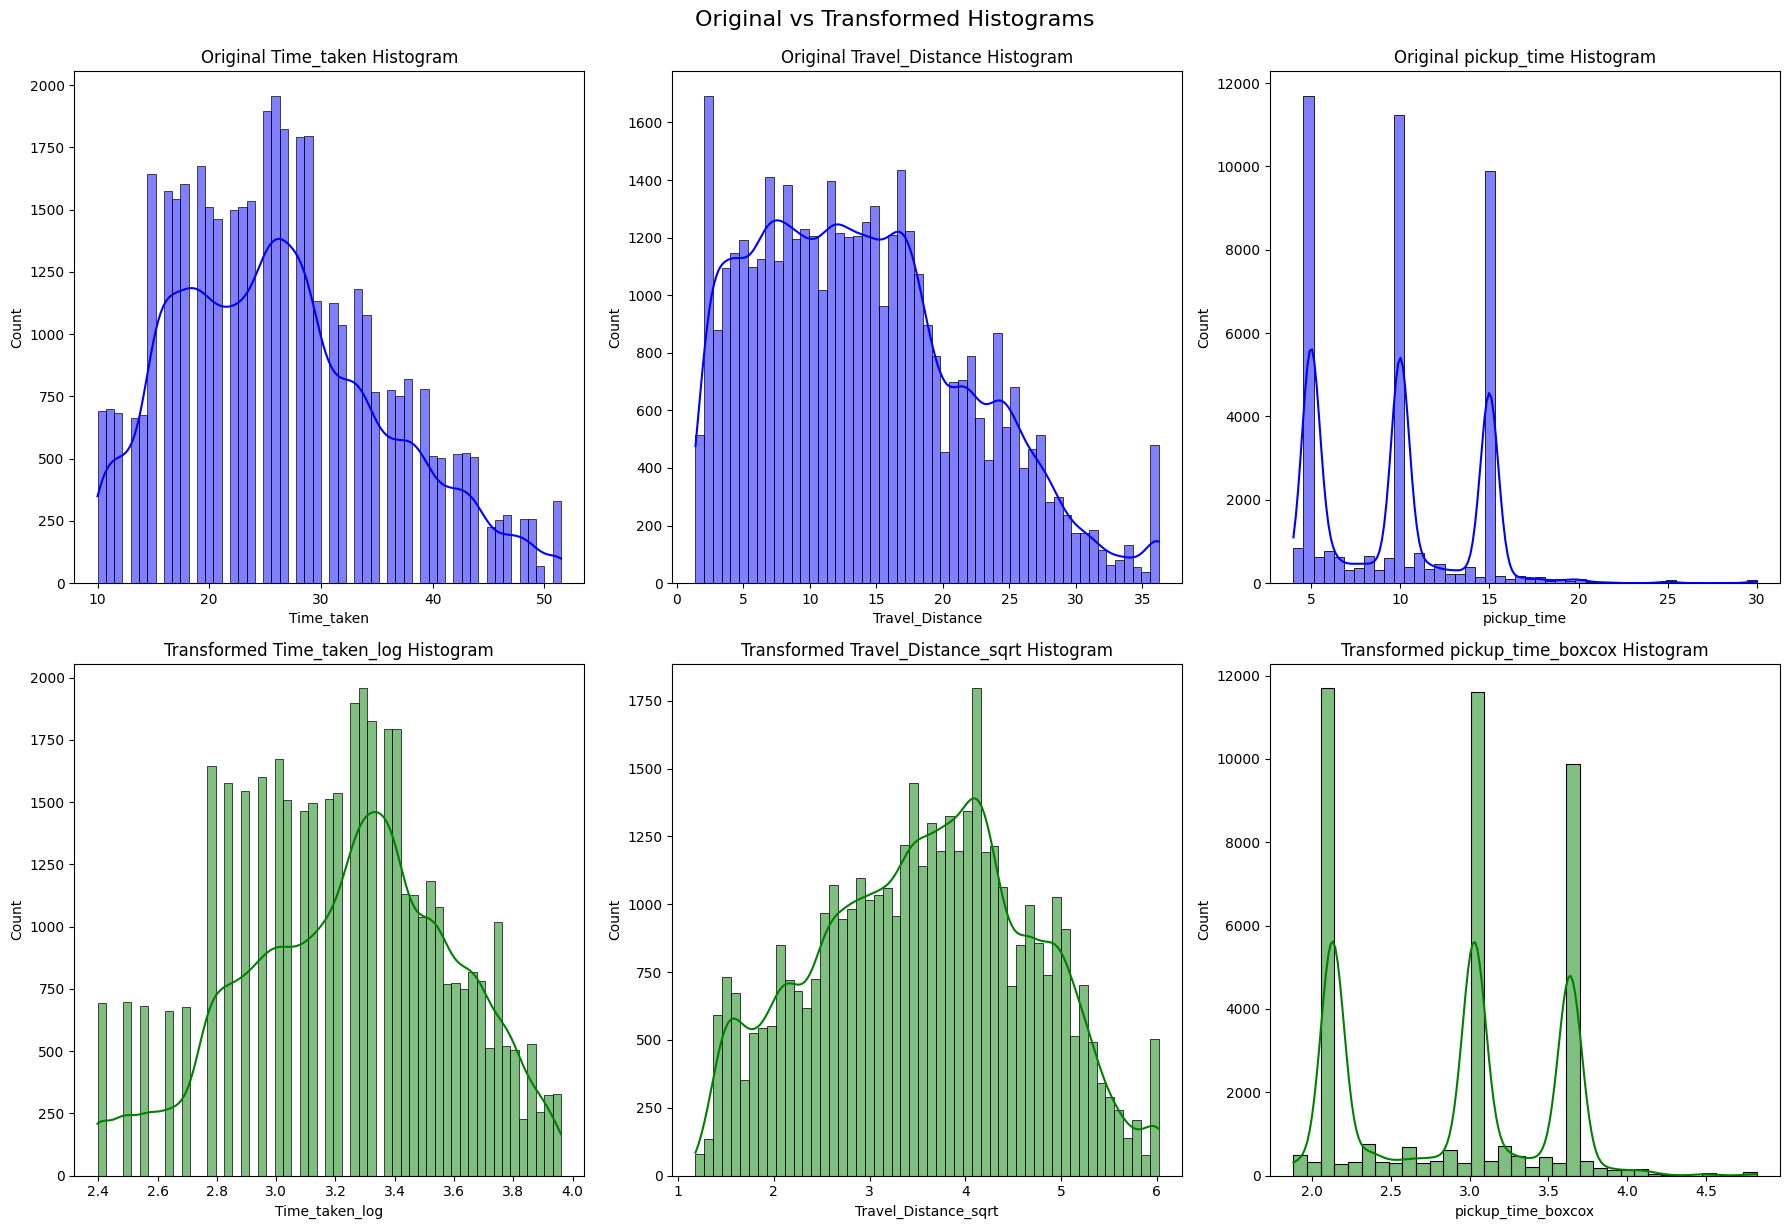 Original vs Transformed Histograms
Original Time_taken Histogram
2000
1750
1500
1250
1000
750
500
250
0
Count
10 20 30 40 50
Time_taken
Original Travel_Distance Histogram
1600
1400
1200
1000
800
600
400
200
0
Count
0 5 10 15 20 25 30 35
Travel_Distance
Original pickup_time Histogram
12000
10000
8000
6000
4000
2000
0
Count
5 10 15 20 25 30
pickup_time
Transformed Time_taken_log Histogram
2000
1750
1500
1250
1000
750
500
250
0
Count
2.4 2.6 2.8 3.0 3.2 3.4 3.6 3.8 4.0
Time_taken_log
Transformed Travel_Distance_sqrt Histogram
1750
1500
1250
1000
750
500
250
0
Count
1 2 3 4 5 6
Travel_Distance_sqrt
Transformed pickup_time_boxcox Histogram
12000
10000
8000
6000
4000
2000
0
Count
2.0 2.5 3.0 3.5 4.0 4.5
pickup_time_boxcox